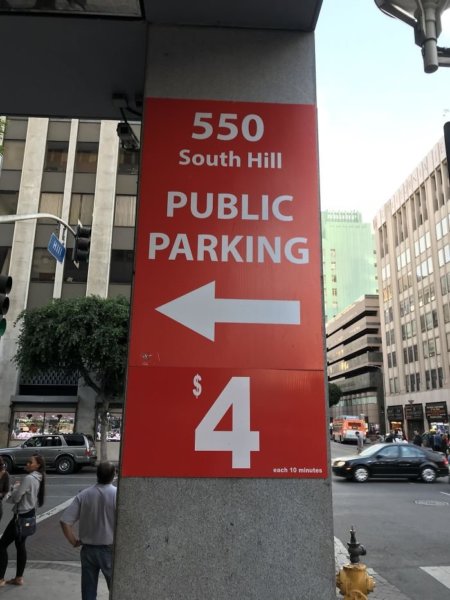 550
South Hill
PUBLIC
PARKING
$4
each 10 minutes